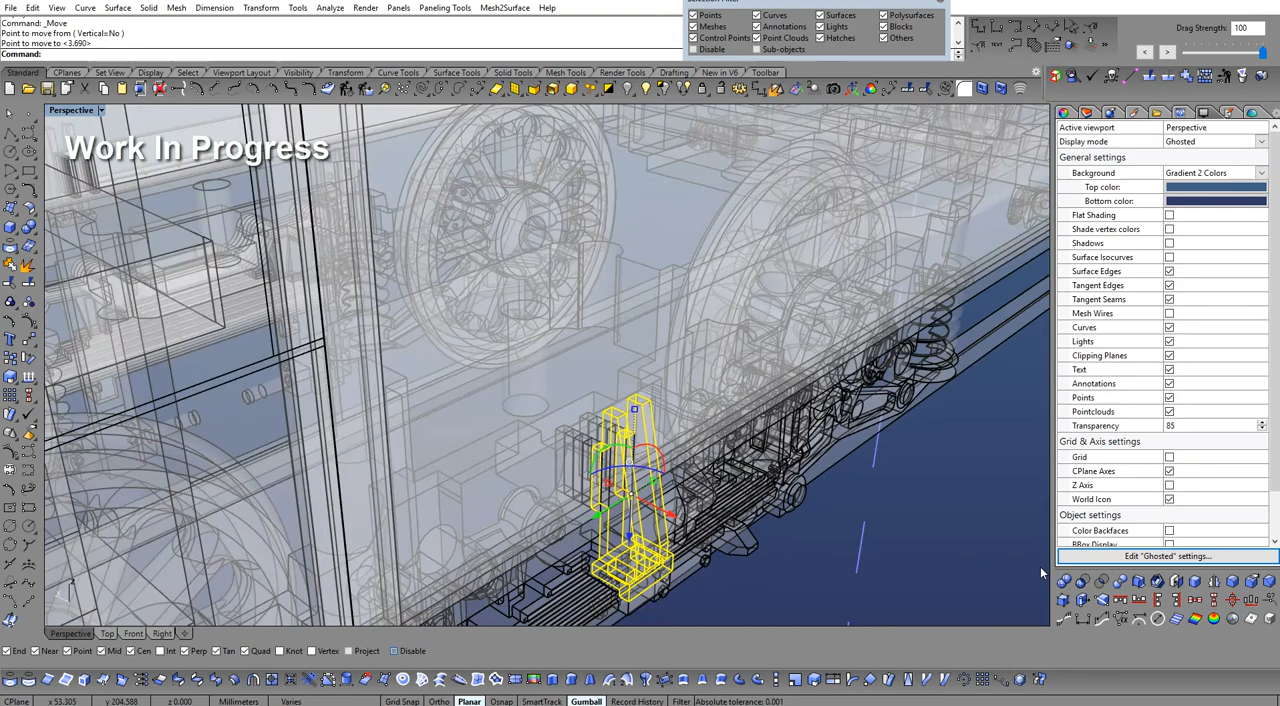 File Edit View Curve Surface Solid Mesh Dimension Transform Tools Analyze Render Panels Paneling Tools Mesh2Surface Help
Command: _Move
Point to move from ( Vertical=No )
Point to move to <3.690>
Command:
Points Curves Surfaces Polysurfaces
Meshes Annotations Lights Blocks
Control Points Point Clouds Hatches Others
Disable Sub-objects
Drag Strength: 100
Standard CPlanes Set View Display Select Viewport Layout Visibility Transform Curve Tools Surface Tools Solid Tools Mesh Tools Render Tools Drafting New in V6 Toolbar
Perspective
Work In Progress
Active viewport Perspective
Display mode Ghosted
General settings
Background Gradient 2 Colors
Top color:
Bottom color:
Flat Shading
Shade vertex colors
Shadows
Surface Isocurves
Surface Edges
Tangent Edges
Tangent Seams
Mesh Wires
Curves
Lights
Clipping Planes
Text
Annotations
Points
Pointclouds
Transparency 85
Grid & Axis settings
Grid
CPlane Axes
Z Axis
World Icon
Object settings
Color Backfaces
BBox Display
Edit "Ghosted" settings...
z
Perspective Top Front Right
End Near Point Mid Cen Int Perp Tan Quad Knot Vertex Project Disable
CPlane x 53.305 y 204.588 z 0.000 Millimeters Varies Grid Snap Ortho Planar Osnap SmartTrack Gumball Record History Filter Absolute tolerance: 0.001